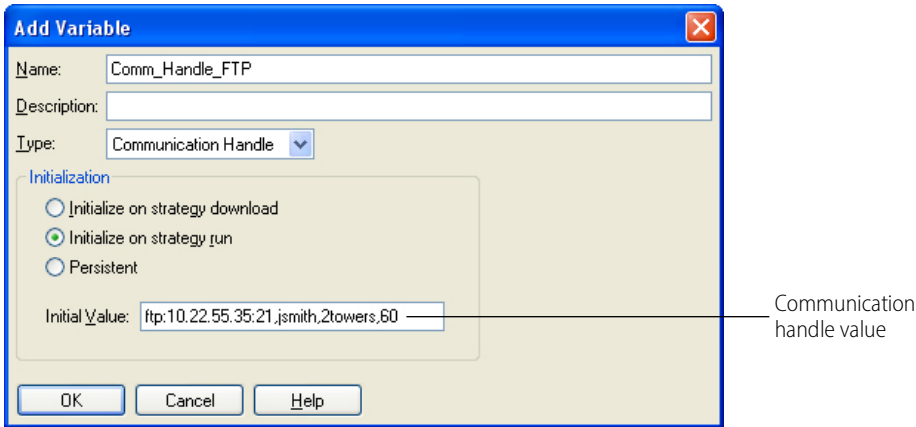 Add Variable
Name: Comm_Handle_FTP
Description:
Type: Communication Handle
Initialization
Initialize on strategy download
Initialize on strategy run
Persistent
Initial Value: ftp:10.22.55.35:21,jsmith,2towers,60
Communication
handle value
OK Cancel Help